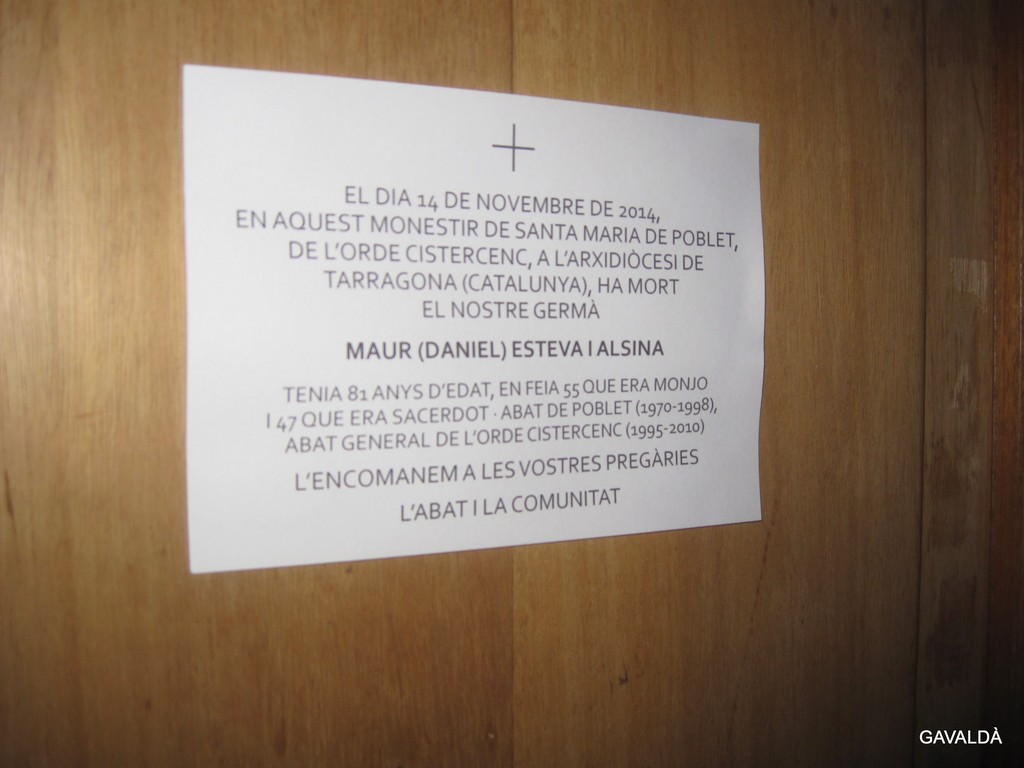 EL DIA 14 DE NOVEMBRE DE 2014,
EN AQUEST MONESTIR DE SANTA MARIA DE POBLET,
DE L'ORDE CISTERCENC, A L'ARXIDIÒCESI DE
TARRAGONA (CATALUNYA), HA MORT
EL NOSTRE GERMÀ
MAUR (DANIEL) ESTEVA I ALSINA
TENIA 81 ANYS D'EDAT, EN FEIA 55 QUE ERA MONJO
I 47 QUE ERA SACERDOT · ABAT DE POBLET (1970-1998),
ABAT GENERAL DE L'ORDE CISTERCENC (1995-2010)
L'ENCOMANEM A LES VOSTRES PREGÀRIES
L'ABAT I LA COMUNITAT
GAVALDÀ